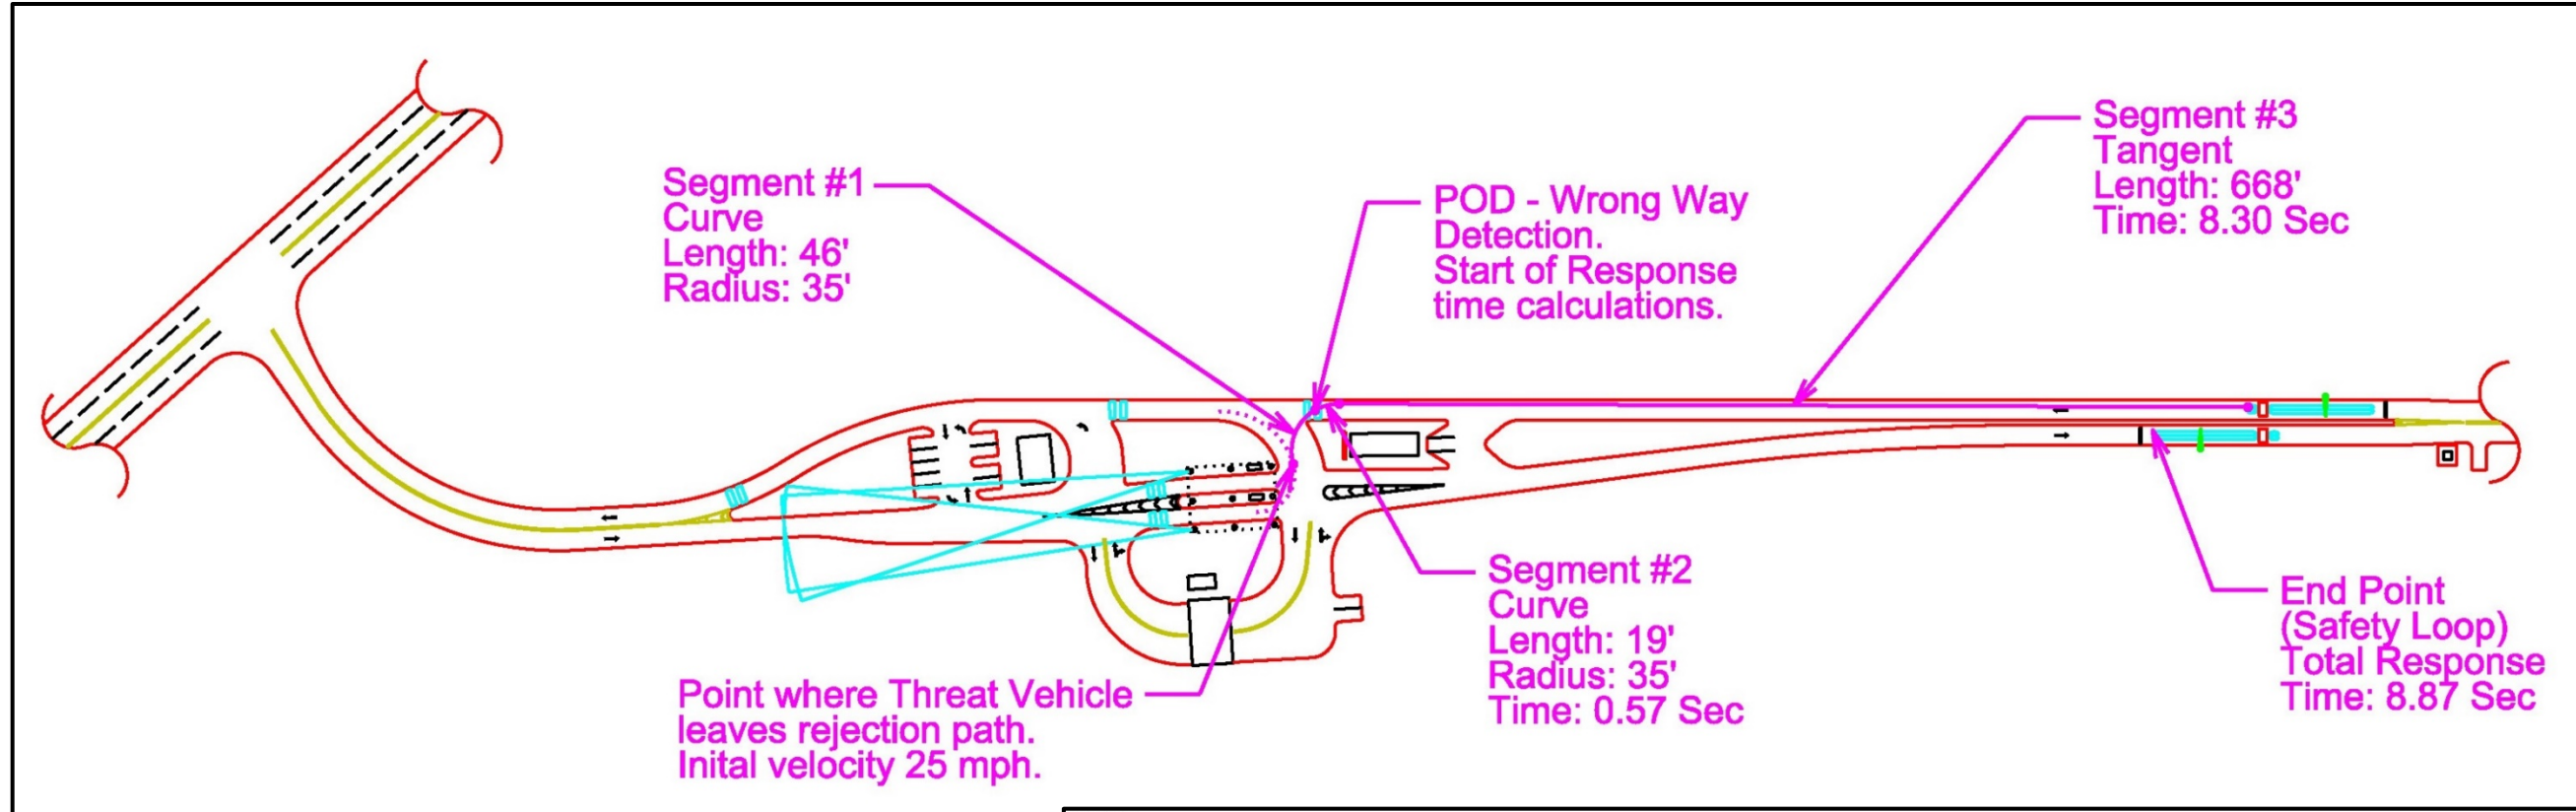 Segment #1
Curve
Length: 46'
Radius: 35'
POD - Wrong Way
Detection.
Start of Response
time calculations.
Segment #3
Tangent
Length: 668'
Time: 8.30 Sec
Point where Threat Vehicle
leaves rejection path.
Inital velocity 25 mph.
Segment #2
Curve
Length: 19'
Radius: 35'
Time: 0.57 Sec
End Point
(Safety Loop)
Total Response
Time: 8.87 Sec